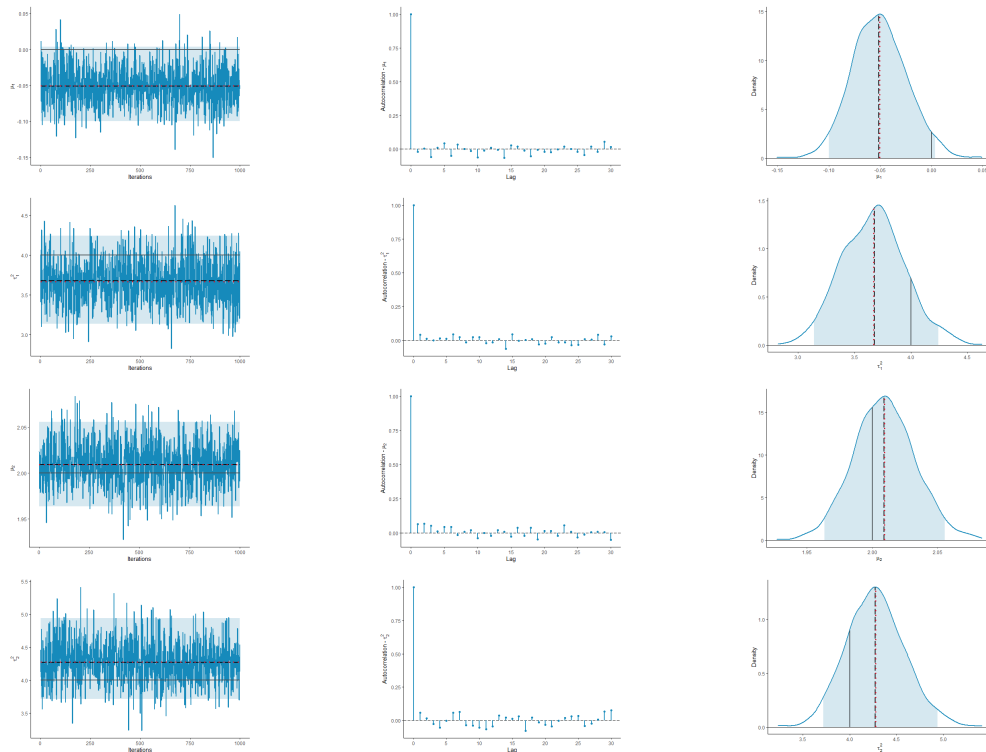 0.05
0.00
-0.05
-0.10
-0.15
μ₁
0 250 500 750 1000
Iterations
1.00
0.75
0.50
0.25
0.00
Autocorrelation - μ₁
0 5 10 15 20 25 30
Lag
15
10
5
0
Density
-0.15 -0.10 -0.05 0.00 0.05
μ₁
4.5
4.0
3.5
3.0
τ₁²
0 250 500 750 1000
Iterations
1.00
0.75
0.50
0.25
0.00
Autocorrelation - τ₁²
0 5 10 15 20 25 30
Lag
1.5
1.0
0.5
0.0
Density
3.0 3.5 4.0 4.5
τ₁²
2.05
2.00
1.95
μ₂
0 250 500 750 1000
Iterations
1.00
0.75
0.50
0.25
0.00
Autocorrelation - μ₂
0 5 10 15 20 25 30
Lag
15
10
5
0
Density
1.95 2.00 2.05
μ₂
5.5
5.0
4.5
4.0
3.5
τ₂²
0 250 500 750 1000
Iterations
1.00
0.75
0.50
0.25
0.00
Autocorrelation - τ₂²
0 5 10 15 20 25 30
Lag
1.0
0.5
0.0
Density
3.5 4.0 4.5 5.0
τ₂²